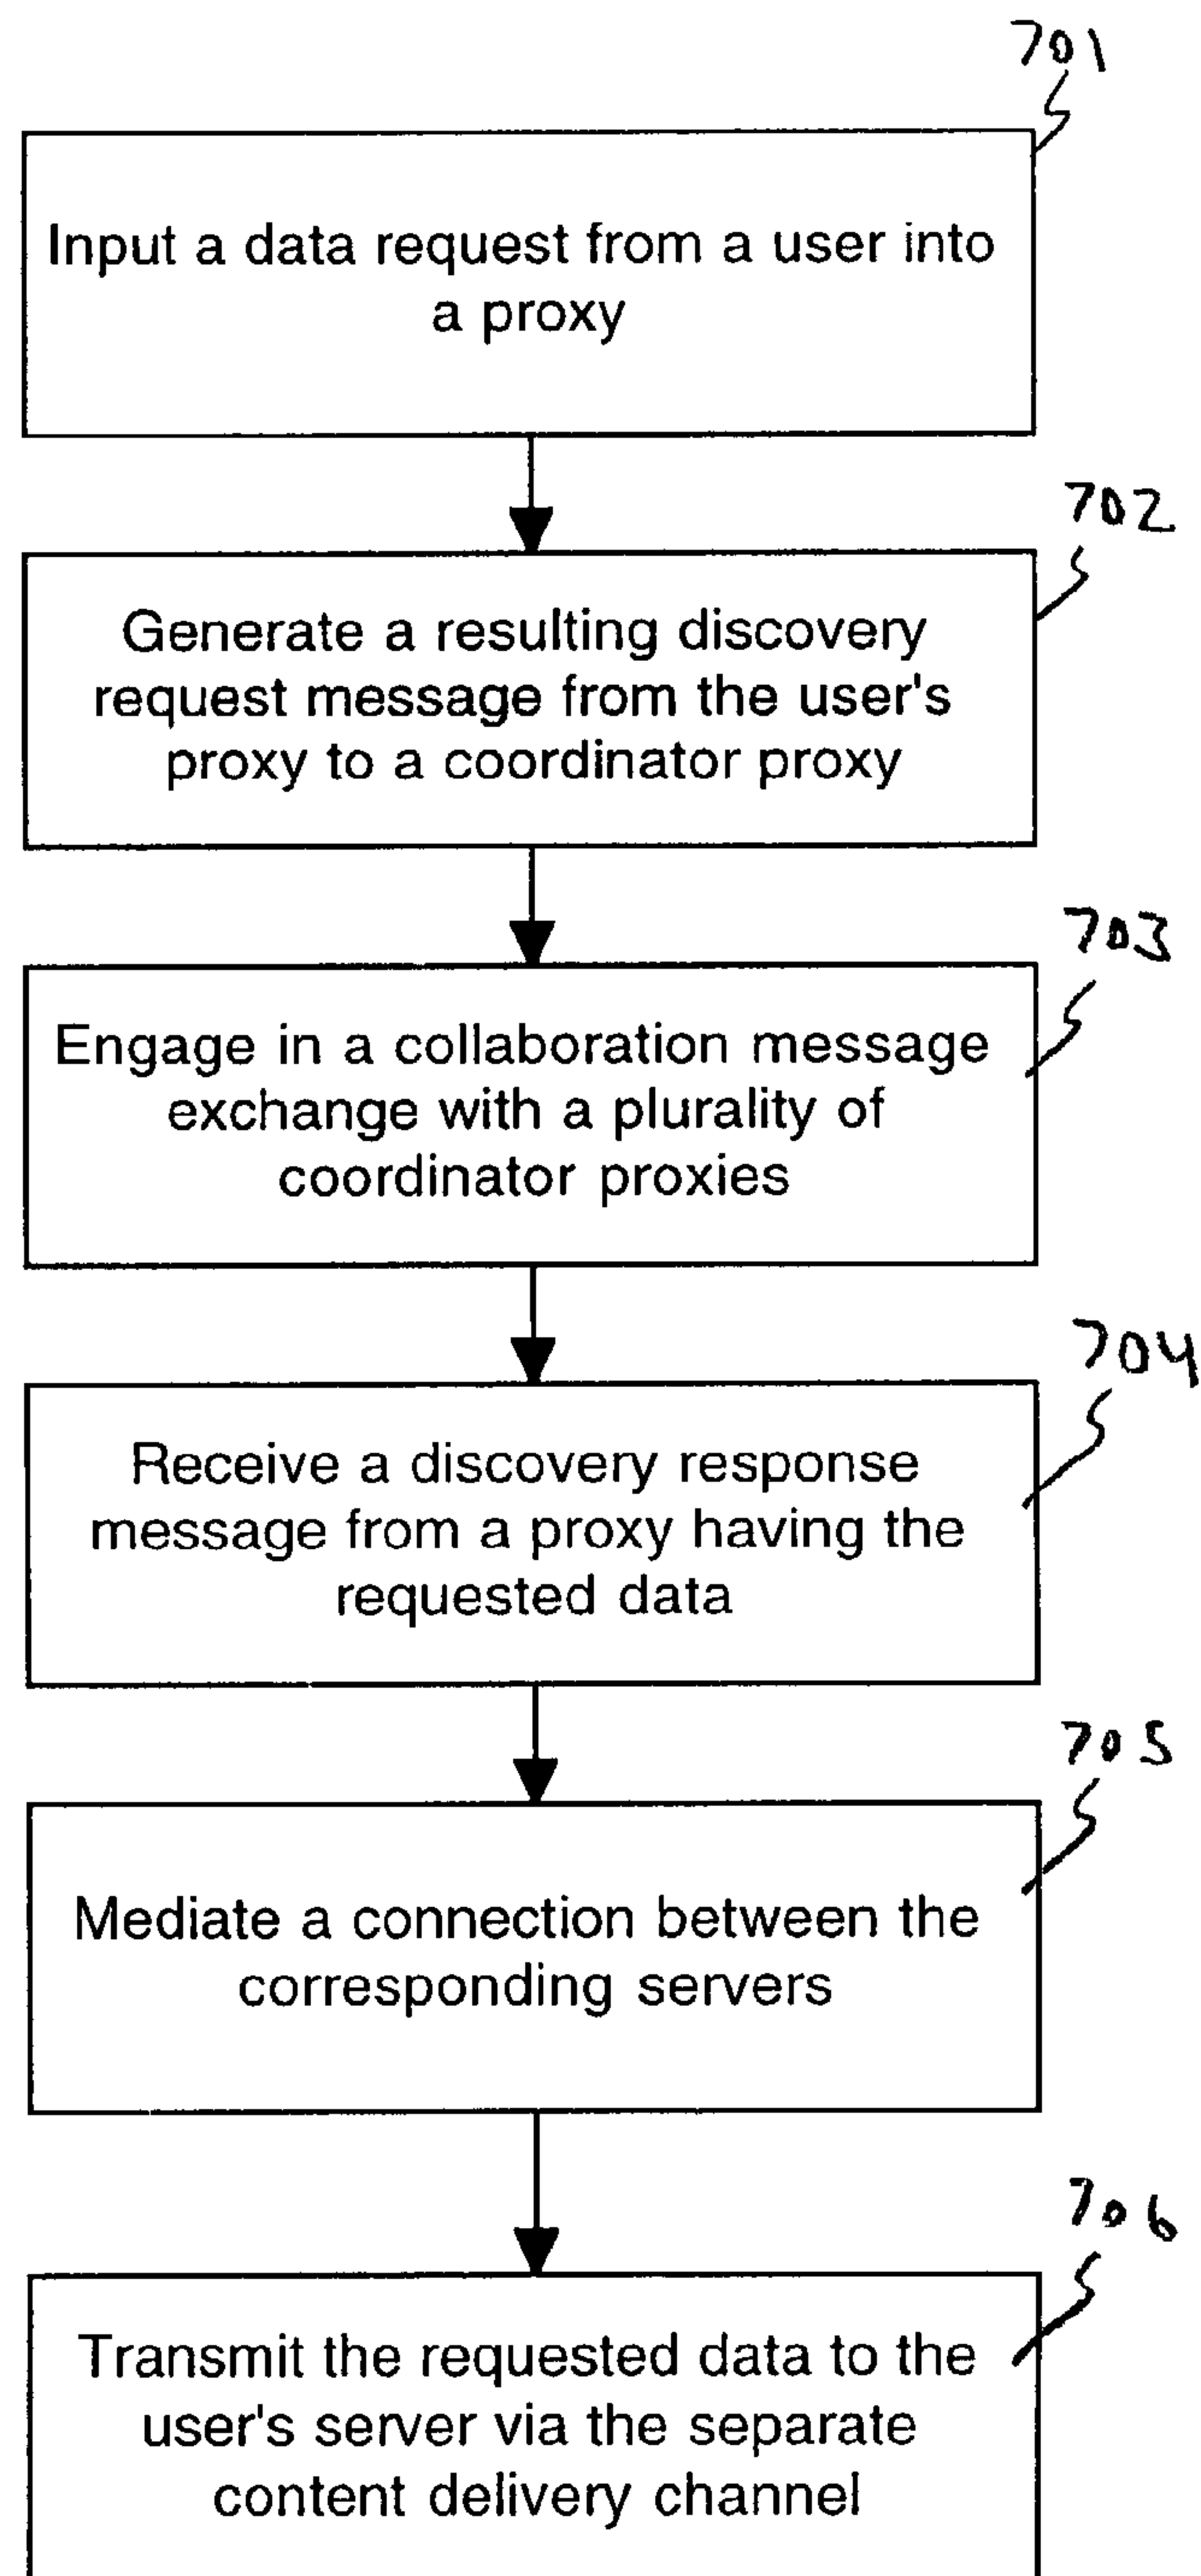 701
Input a data request from a user into
a proxy
702
Generate a resulting discovery
request message from the user's
proxy to a coordinator proxy
703
Engage in a collaboration message
exchange with a plurality of
coordinator proxies
704
Receive a discovery response
message from a proxy having the
requested data
705
Mediate a connection between the
corresponding servers
706
Transmit the requested data to the
user's server via the separate
content delivery channel